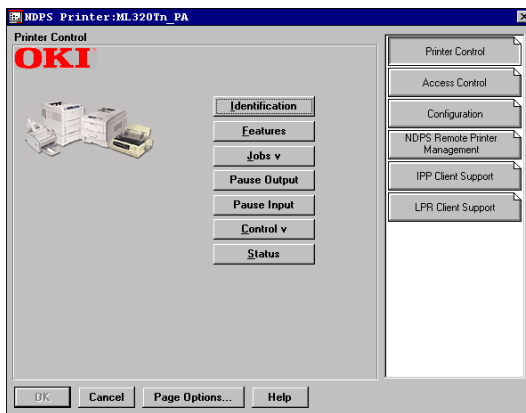 NDPS Printer:ML320Tn_PA
Printer Control
OKI
Identification
Features
Jobs v
Pause Output
Pause Input
Control v
Status
Printer Control
Access Control
Configuration
NDPS Remote Printer
Management
IPP Client Support
LPR Client Support
OK
Cancel
Page Options...
Help